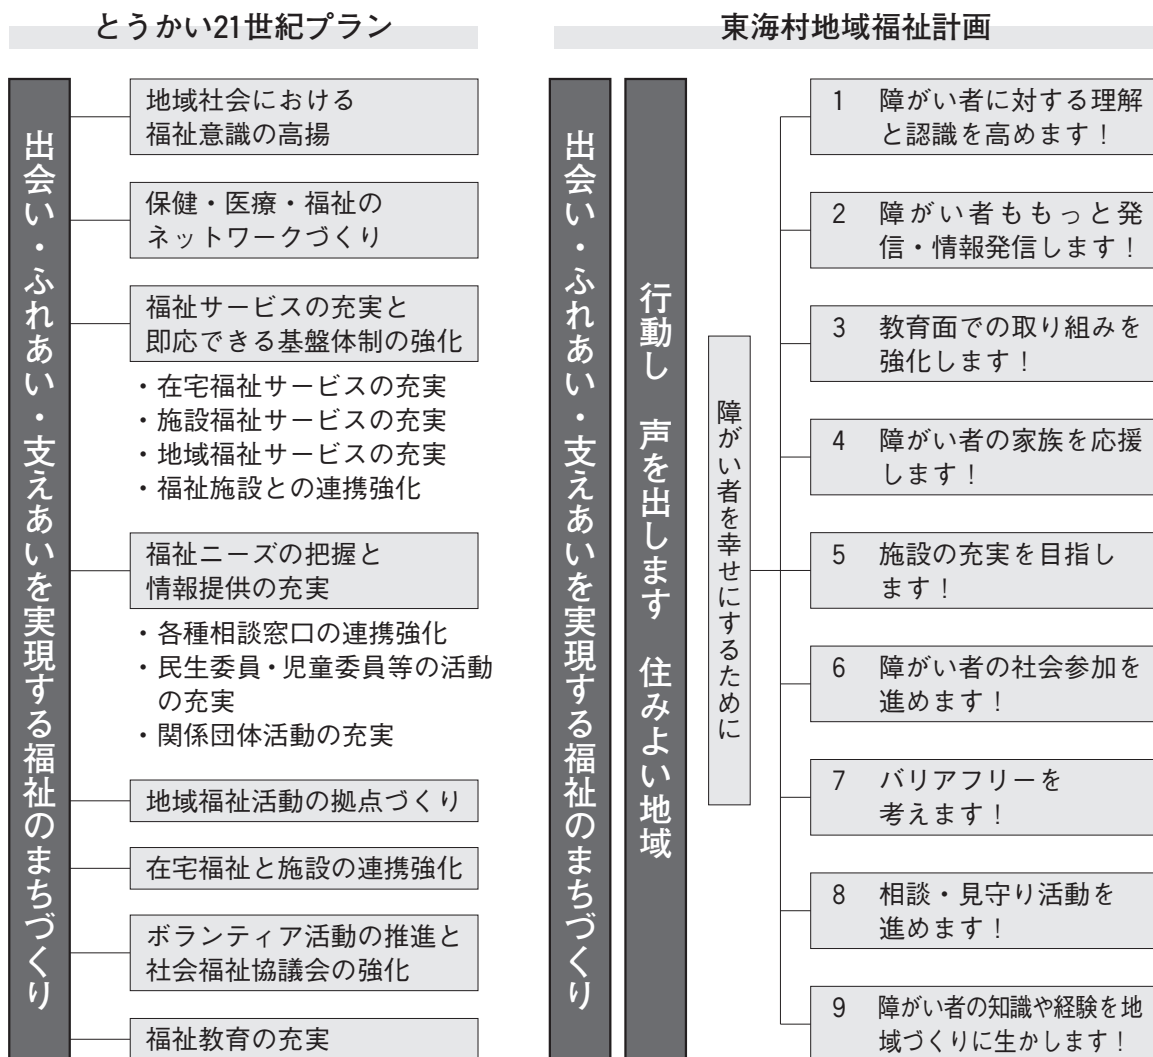 とうかい21世紀プラン
出会い・ふれあい・支えあいを実現する福祉のまちづくり
地域社会における
福祉意識の高揚
保健・医療・福祉の
ネットワークづくり
福祉サービスの充実と
即応できる基盤体制の強化
・在宅福祉サービスの充実
・施設福祉サービスの充実
・地域福祉サービスの充実
・福祉施設との連携強化
福祉ニーズの把握と
情報提供の充実
・各種相談窓口の連携強化
・民生委員・児童委員等の活動
の充実
・関係団体活動の充実
地域福祉活動の拠点づくり
在宅福祉と施設の連携強化
ボランティア活動の推進と
社会福祉協議会の強化
福祉教育の充実
東海村地域福祉計画
出会い・ふれあい・支えあいを実現する福祉のまちづくり
行動し 声を出します 住みよい地域
障がい者を幸せにするために
1 障がい者に対する理解
と認識を高めます！
2 障がい者ももっと発
信・情報発信します！
3 教育面での取り組みを
強化します！
4 障がい者の家族を応援
します！
5 施設の充実を目指し
ます！
6 障がい者の社会参加を
進めます！
7 バリアフリーを
考えます！
8 相談・見守り活動を
進めます！
9 障がい者の知識や経験を地
域づくりに生かします！